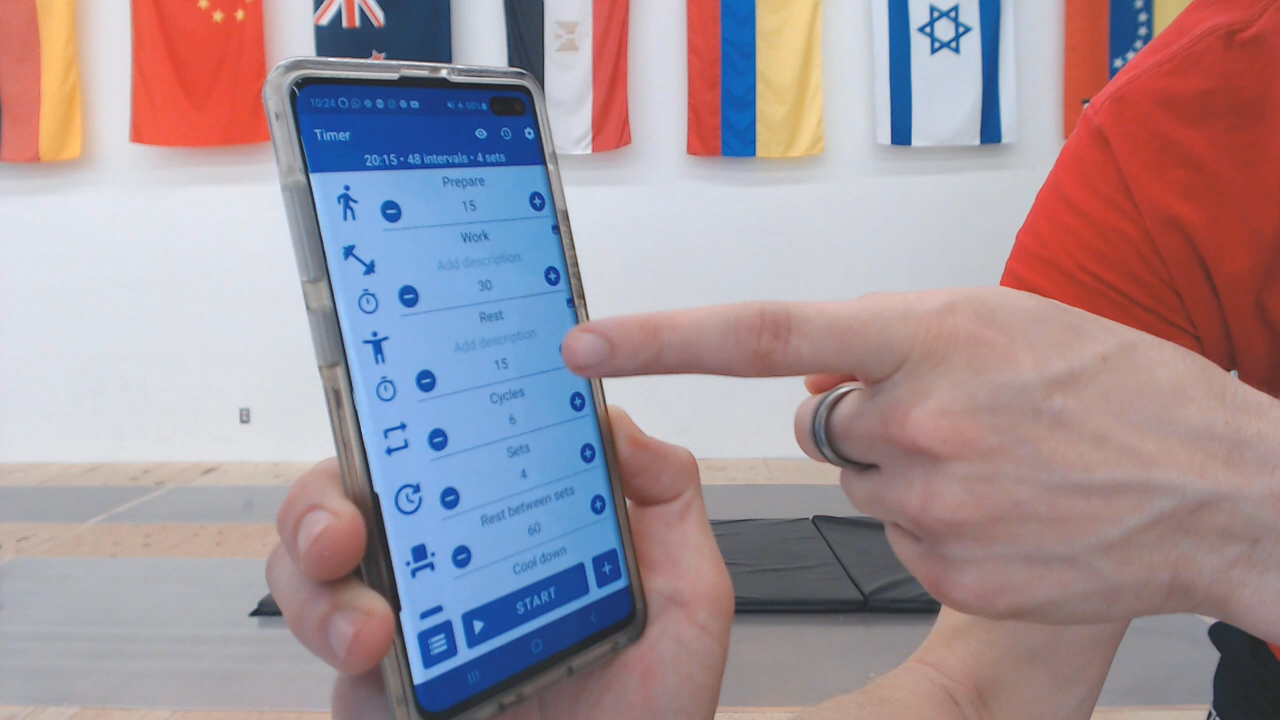 10:24
Timer
20:15 • 48 intervals • 4 sets
Prepare
15
Work
Add description
30
Rest
Add description
15
Cycles
6
Sets
4
Rest between sets
60
Cool down
START